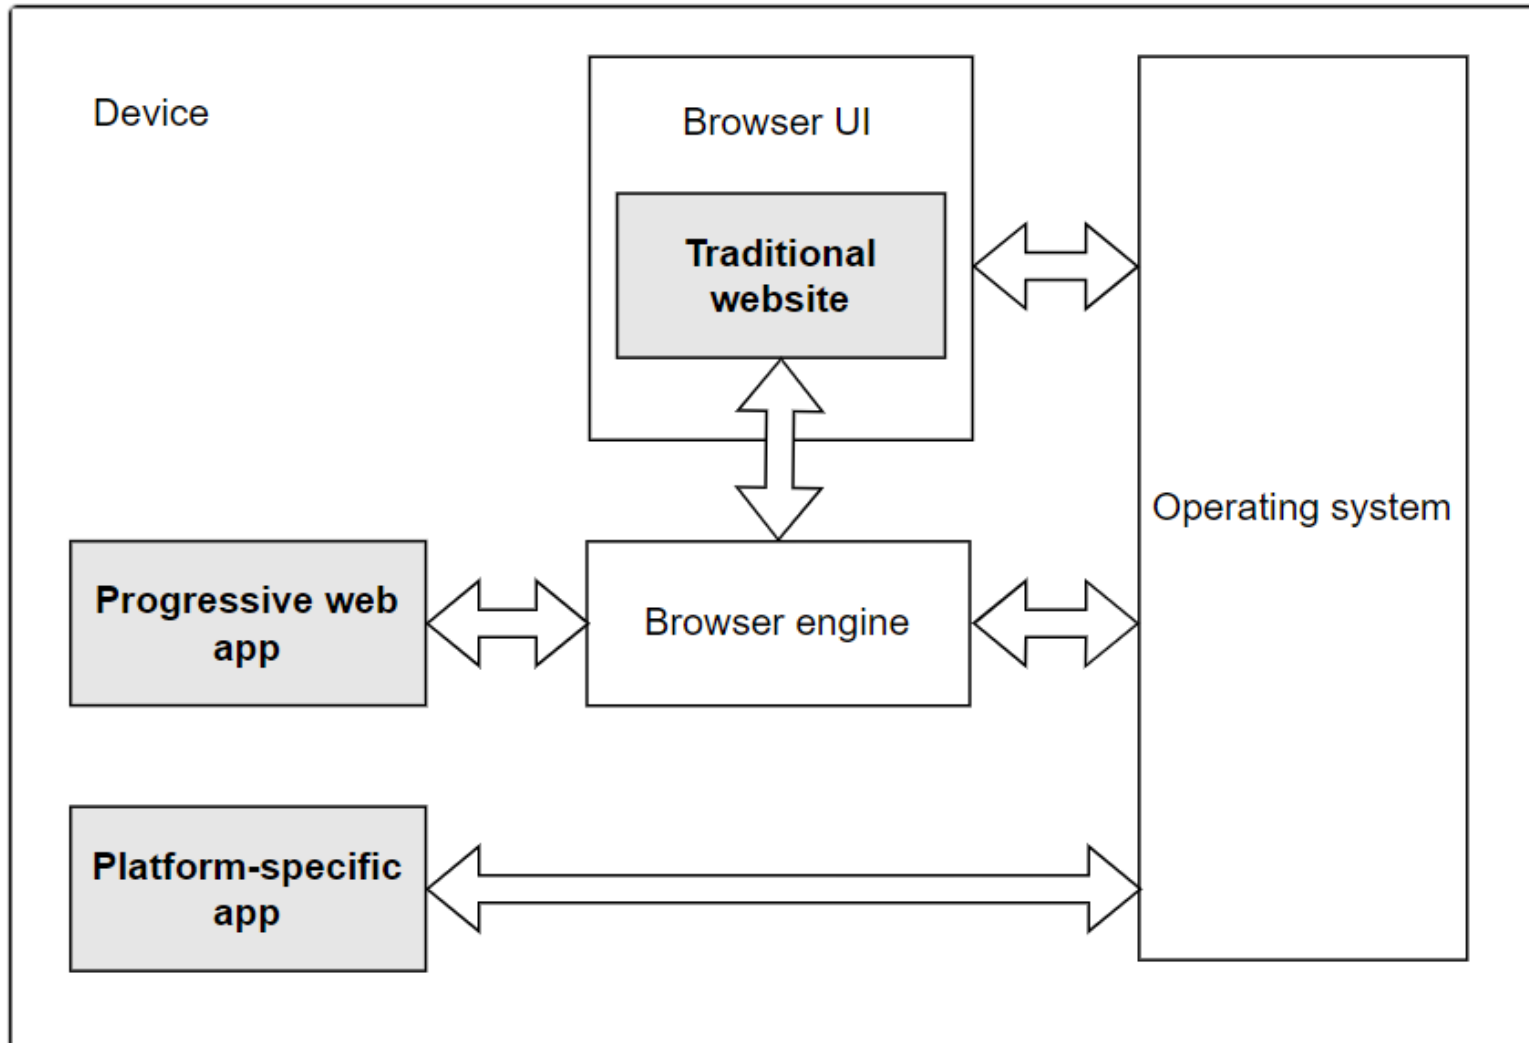 Device
Browser UI
Traditional
website
Operating system
Progressive web
app
Browser engine
Platform-specific
app